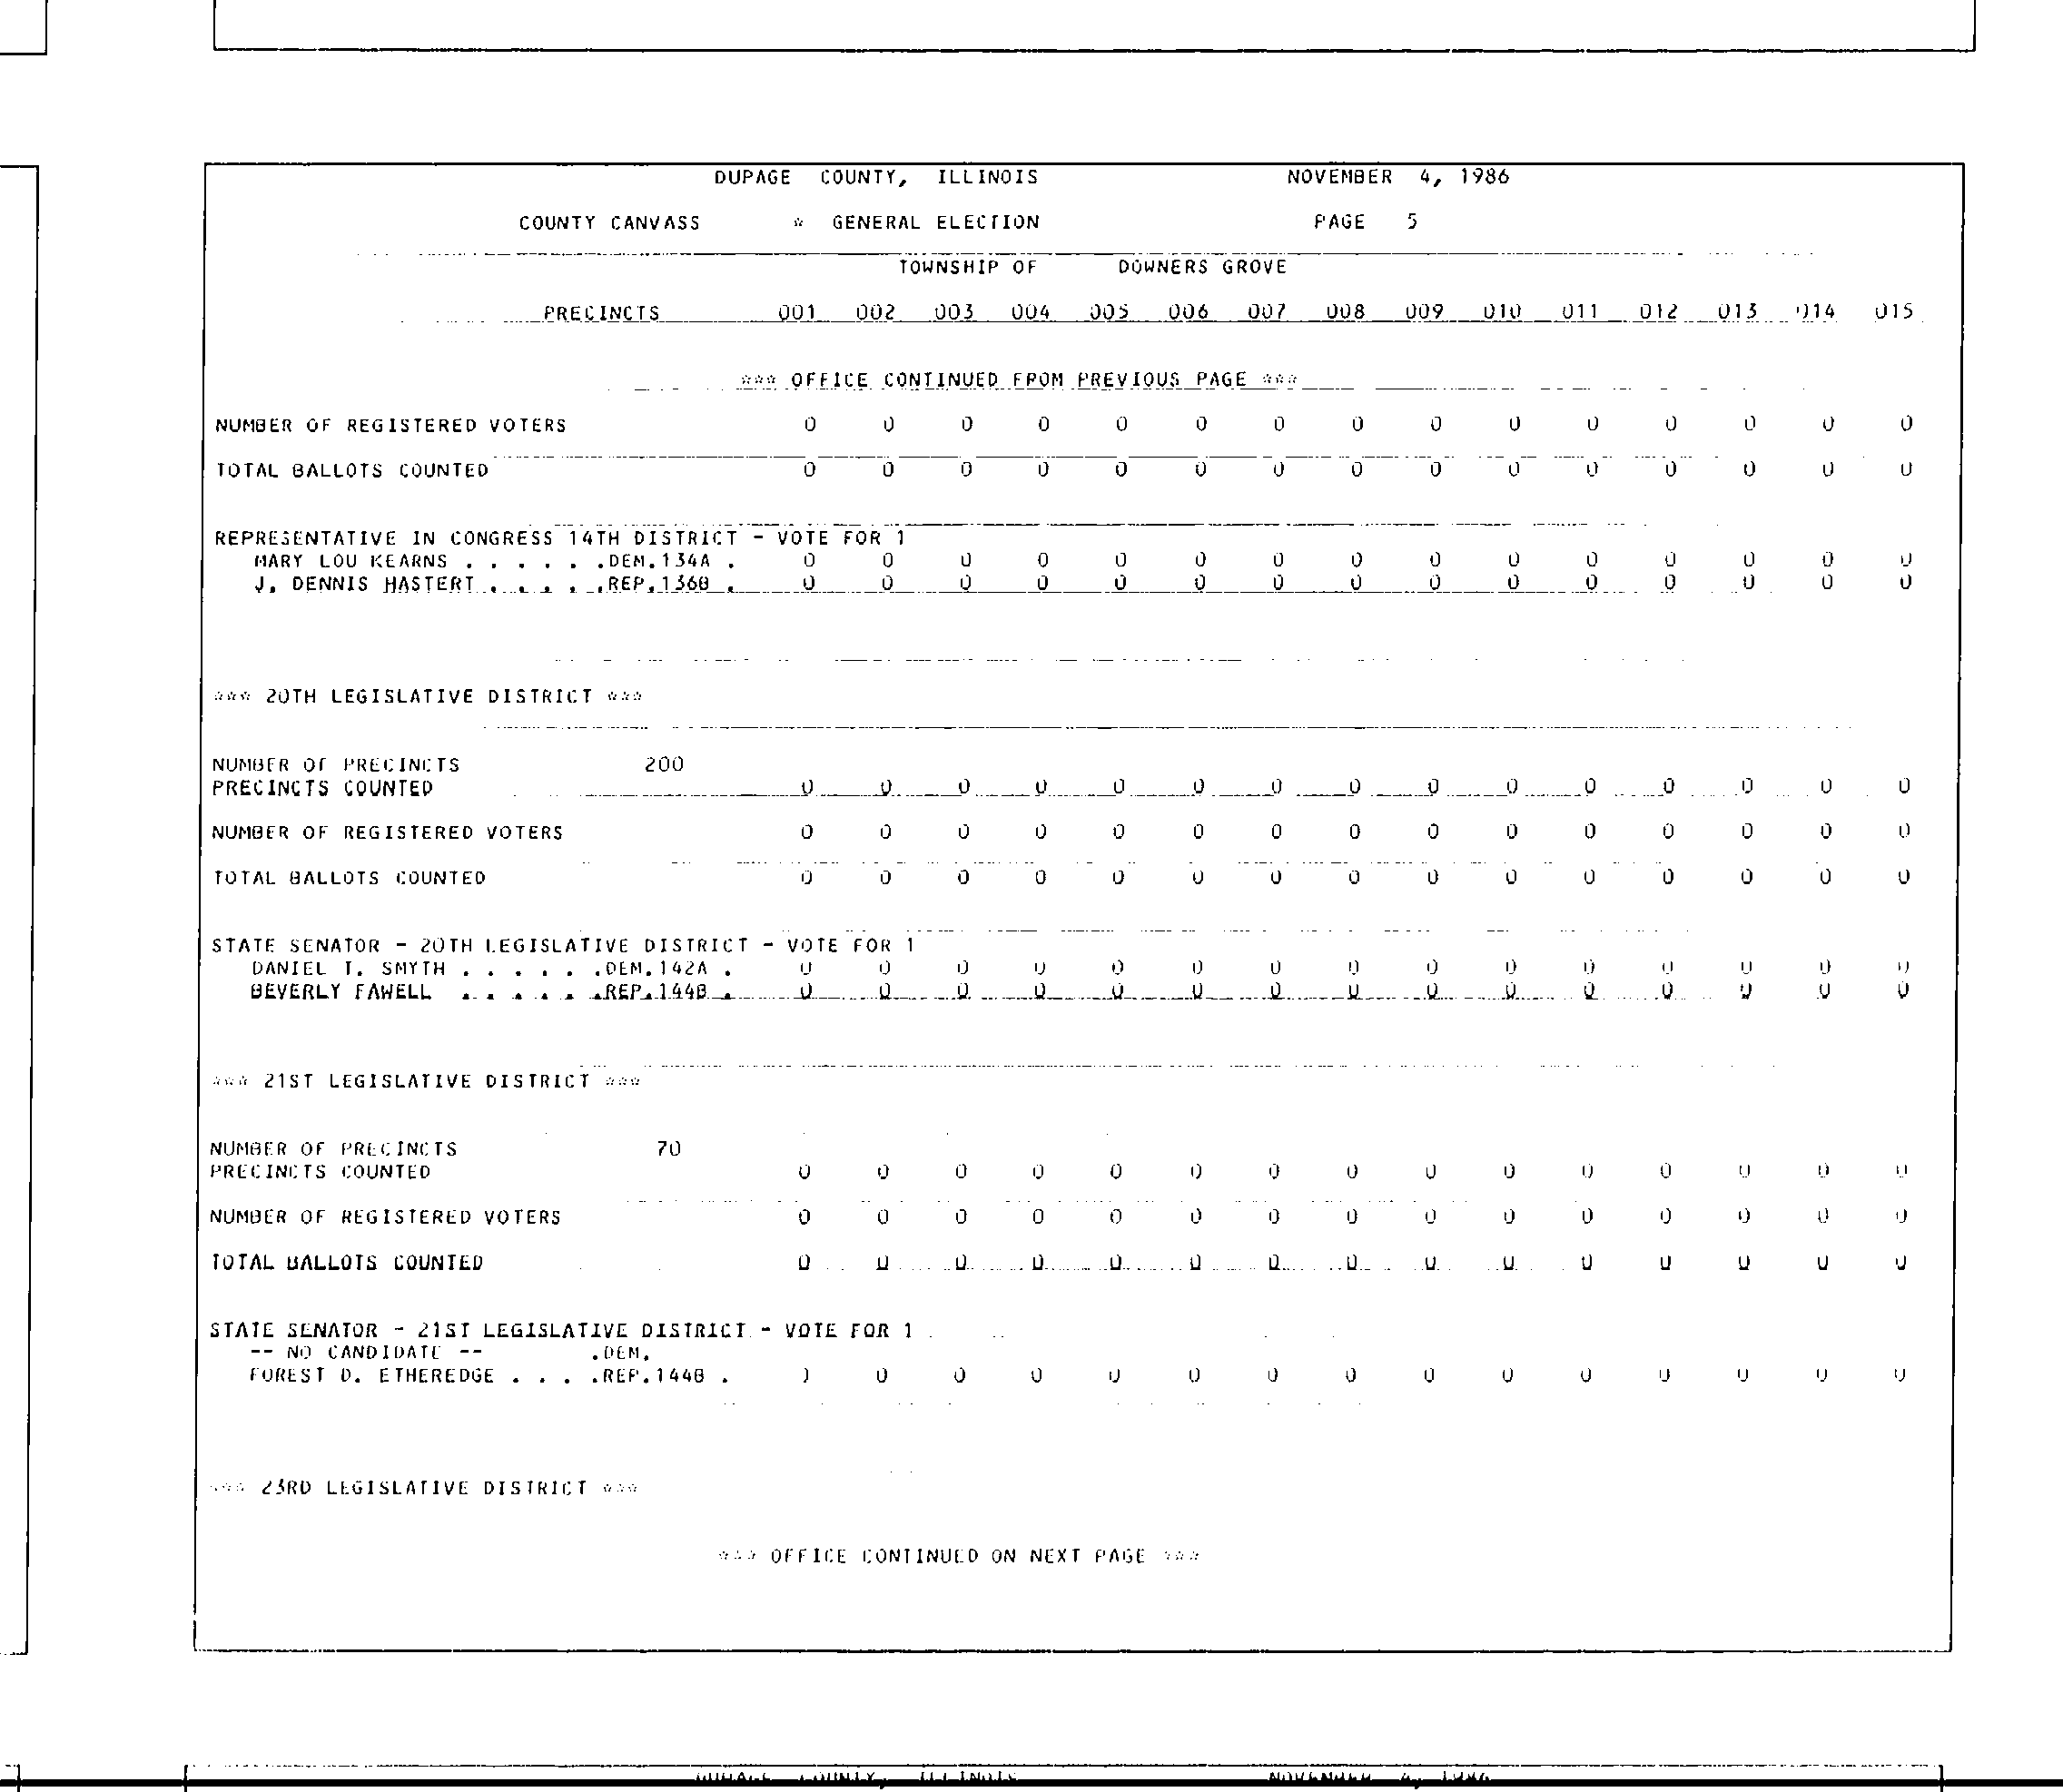 DUPAGE COUNTY, ILLINOIS NOVEMBER 4, 1986
COUNTY CANVASS * GENERAL ELECTION PAGE 5
TOWNSHIP OF DOWNERS GROVE
PRECINCTS 001 002 003 004 005 006 007 008 009 010 011 012 013 014 015
*** OFFICE CONTINUED FROM PREVIOUS PAGE ***
NUMBER OF REGISTERED VOTERS 0 0 0 0 0 0 0 0 0 0 0 0 0 0 0
TOTAL BALLOTS COUNTED 0 0 0 0 0 0 0 0 0 0 0 0 0 0 0
REPRESENTATIVE IN CONGRESS 14TH DISTRICT - VOTE FOR 1
MARY LOU KEARNS . . . . . .DEM.134A . 0 0 0 0 0 0 0 0 0 0 0 0 0 0 0
J. DENNIS HASTERT . . . . .REP.136B . 0 0 0 0 0 0 0 0 0 0 0 0 0 0 0
*** 20TH LEGISLATIVE DISTRICT ***
NUMBER OF PRECINCTS 200
PRECINCTS COUNTED 0 0 0 0 0 0 0 0 0 0 0 0 0 0 0
NUMBER OF REGISTERED VOTERS 0 0 0 0 0 0 0 0 0 0 0 0 0 0 0
TOTAL BALLOTS COUNTED 0 0 0 0 0 0 0 0 0 0 0 0 0 0 0
STATE SENATOR - 20TH LEGISLATIVE DISTRICT - VOTE FOR 1
DANIEL T. SMYTH . . . . . .DEM.142A . 0 0 0 0 0 0 0 0 0 0 0 0 0 0 0
BEVERLY FAWELL . . . . . .REP.144B . 0 0 0 0 0 0 0 0 0 0 0 0 0 0 0
*** 21ST LEGISLATIVE DISTRICT ***
NUMBER OF PRECINCTS 70
PRECINCTS COUNTED 0 0 0 0 0 0 0 0 0 0 0 0 0 0 0
NUMBER OF REGISTERED VOTERS 0 0 0 0 0 0 0 0 0 0 0 0 0 0 0
TOTAL BALLOTS COUNTED 0 0 0 0 0 0 0 0 0 0 0 0 0 0 0
STATE SENATOR - 21ST LEGISLATIVE DISTRICT - VOTE FOR 1
-- NO CANDIDATE -- .DEM.
FOREST D. ETHEREDGE . . . .REP.144B . 0 0 0 0 0 0 0 0 0 0 0 0 0 0 0
*** 23RD LEGISLATIVE DISTRICT ***
*** OFFICE CONTINUED ON NEXT PAGE ***